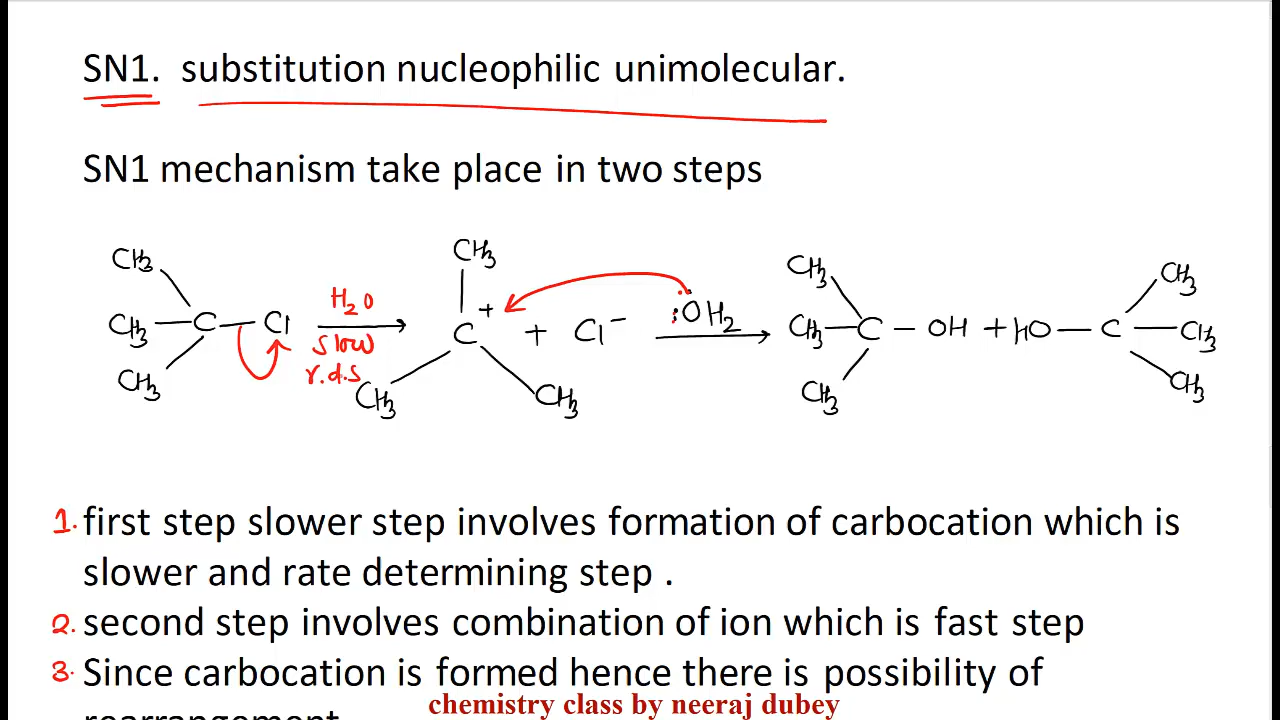 SN1. substitution nucleophilic unimolecular.
SN1 mechanism take place in two steps
CH3 CH3 CH3 C Cl
H2O
slow
r.d.s
CH3 C+ CH3 CH3 + Cl− :ÖH2
CH3 CH3 CH3 C − OH + HO − C CH3 CH3 CH3
1. first step slower step involves formation of carbocation which is
slower and rate determining step .
2. second step involves combination of ion which is fast step
3. Since carbocation is formed hence there is possibility of
rearrangement
chemistry class by neeraj dubey